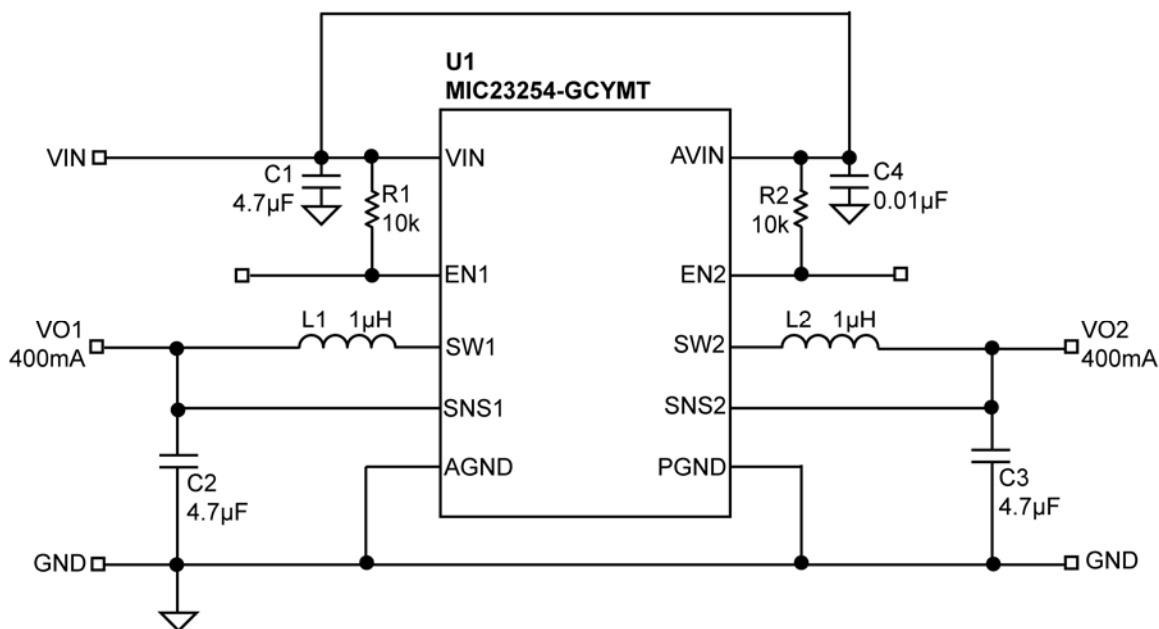 U1
MIC23254-GCYMT
VIN
VIN
AVIN
C1
4.7µF
R1
10k
R2
10k
C4
0.01µF
EN1
EN2
VO1
400mA
L1 1µH
SW1
SW2
L2 1µH
VO2
400mA
SNS1
SNS2
AGND
PGND
C2
4.7µF
C3
4.7µF
GND
GND